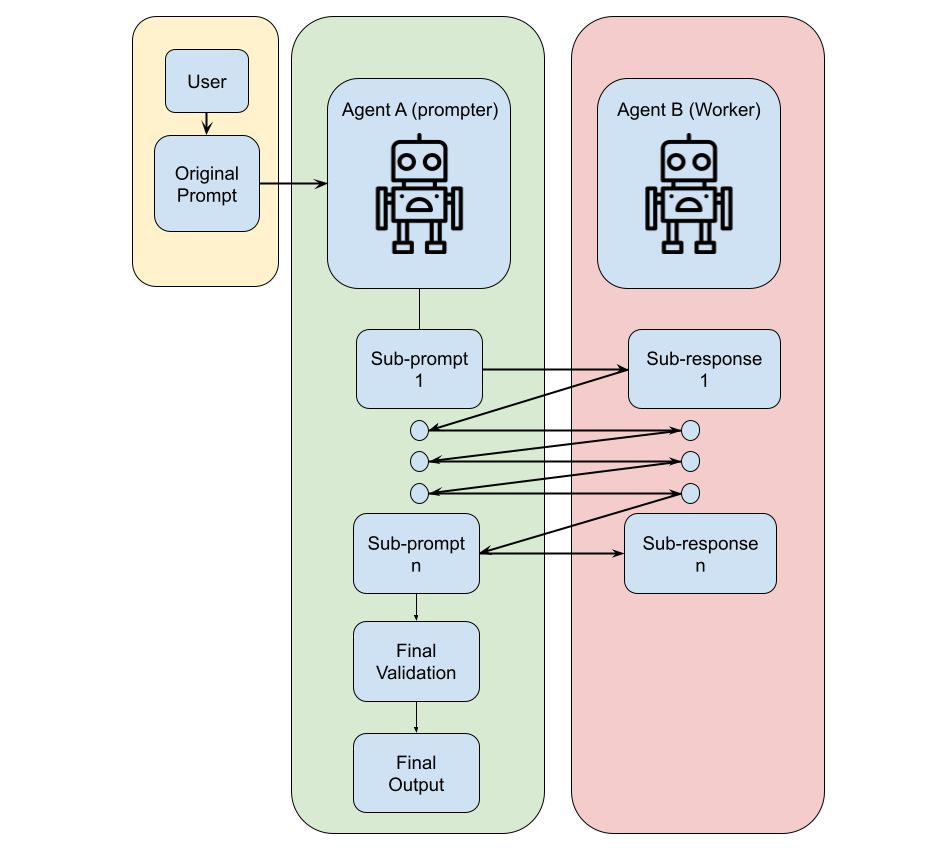 User
Original
Prompt
Agent A (prompter)
Agent B (Worker)
Sub-prompt
1
Sub-response
1
Sub-prompt
n
Sub-response
n
Final
Validation
Final
Output